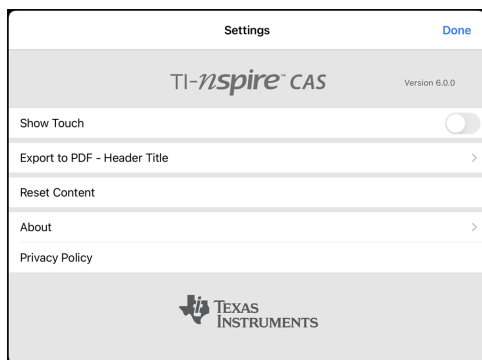 Settings
Done
TI-nspire™ CAS
Version 6.0.0
Show Touch
Export to PDF - Header Title
Reset Content
About
Privacy Policy
TEXAS
INSTRUMENTS